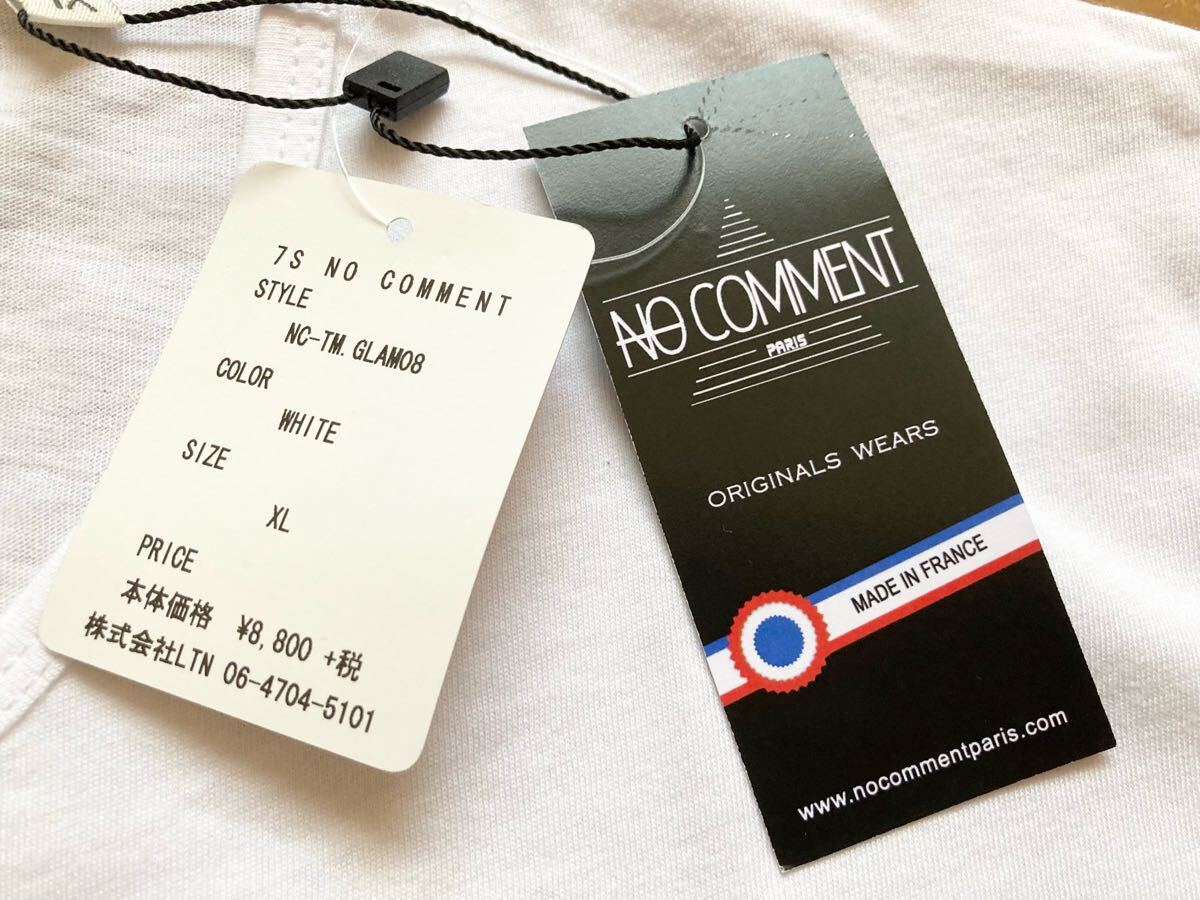 7S NO COMMENT
STYLE
NC-TM.GLAM08
COLOR
WHITE
SIZE
XL
PRICE
本体価格 ¥8,800 +税
株式会社LTN 06-4704-5101
NO COMMENT
PARIS
ORIGINALS WEARS
MADE IN FRANCE
www.nocommentparis.com